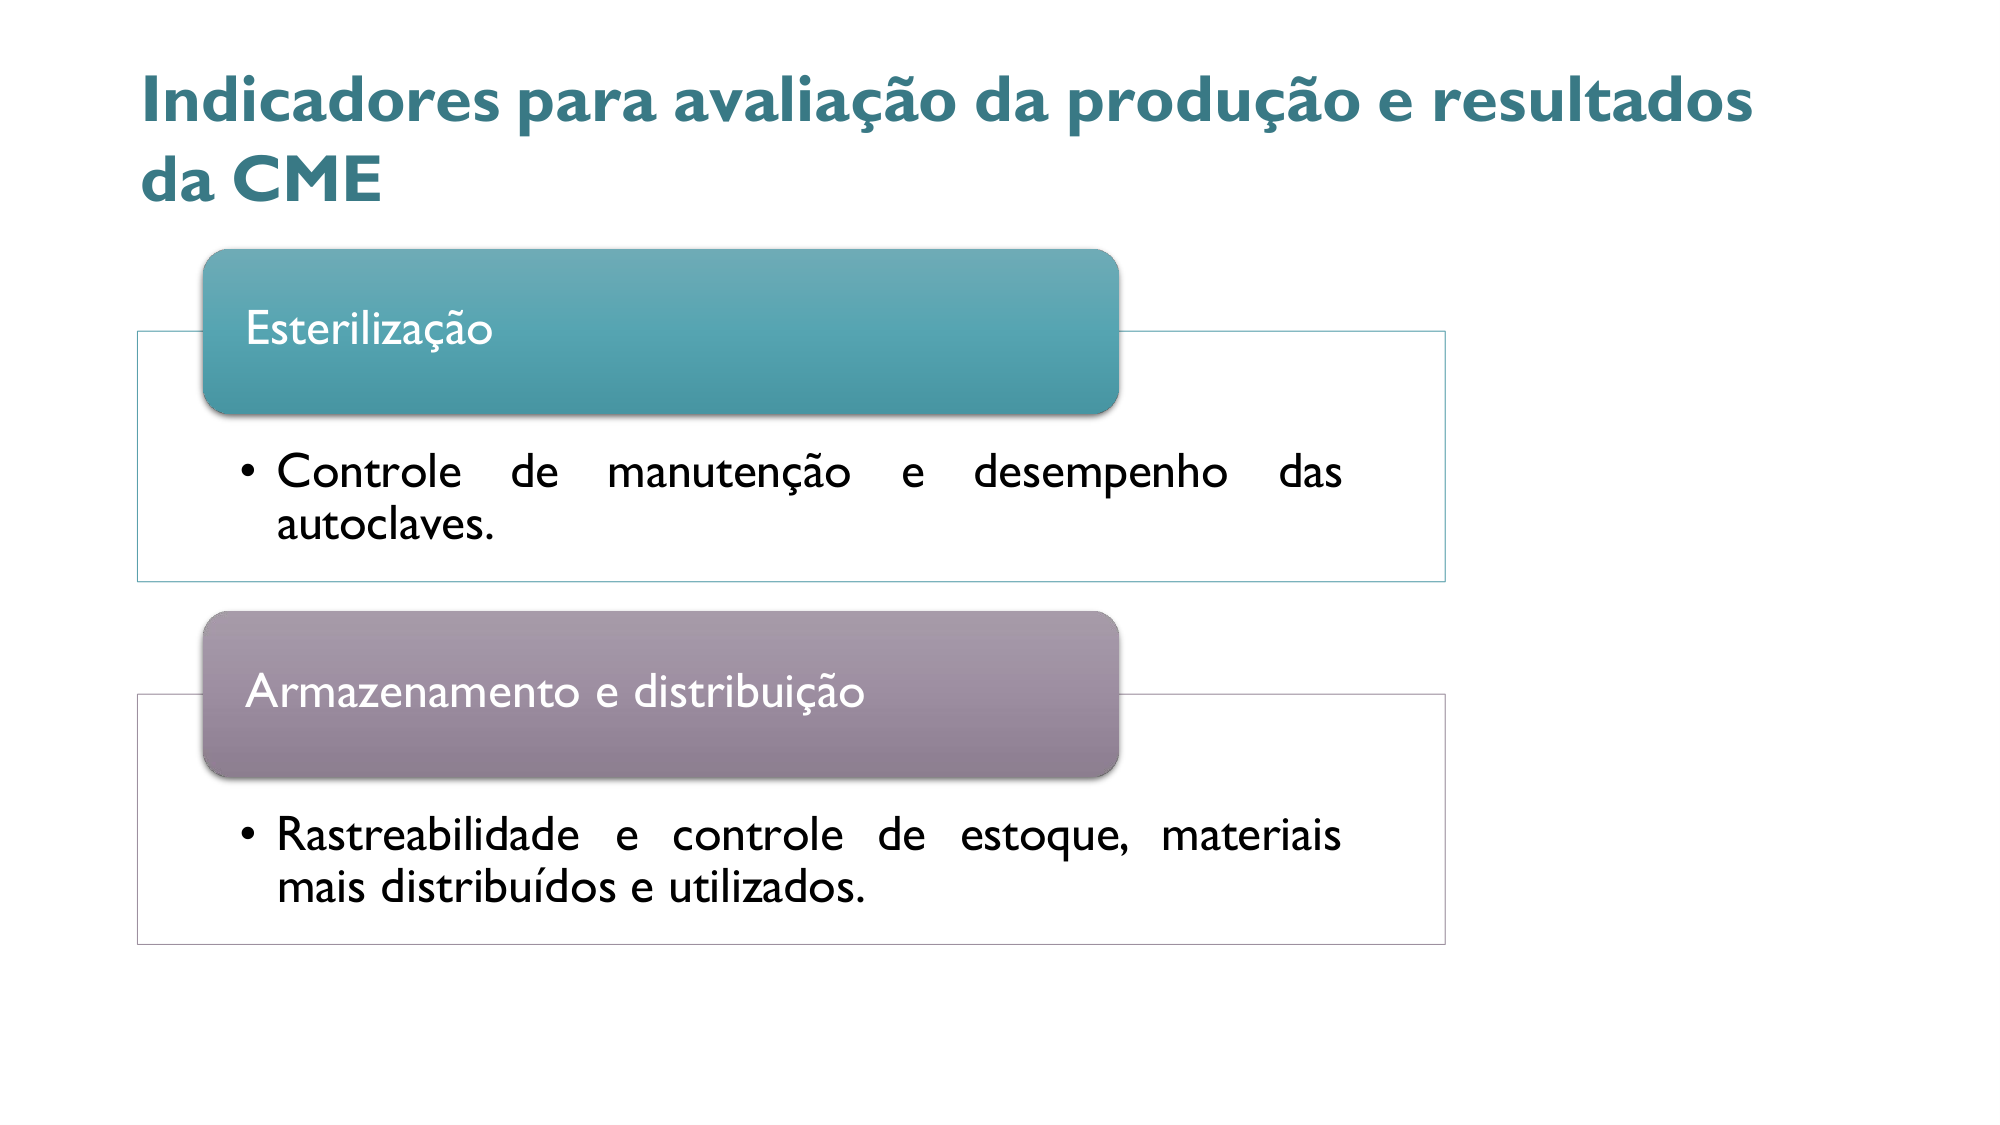 Indicadores para avaliação da produção e resultados
da CME
Esterilização
• Controle de manutenção e desempenho das
autoclaves.
Armazenamento e distribuição
• Rastreabilidade e controle de estoque, materiais
mais distribuídos e utilizados.